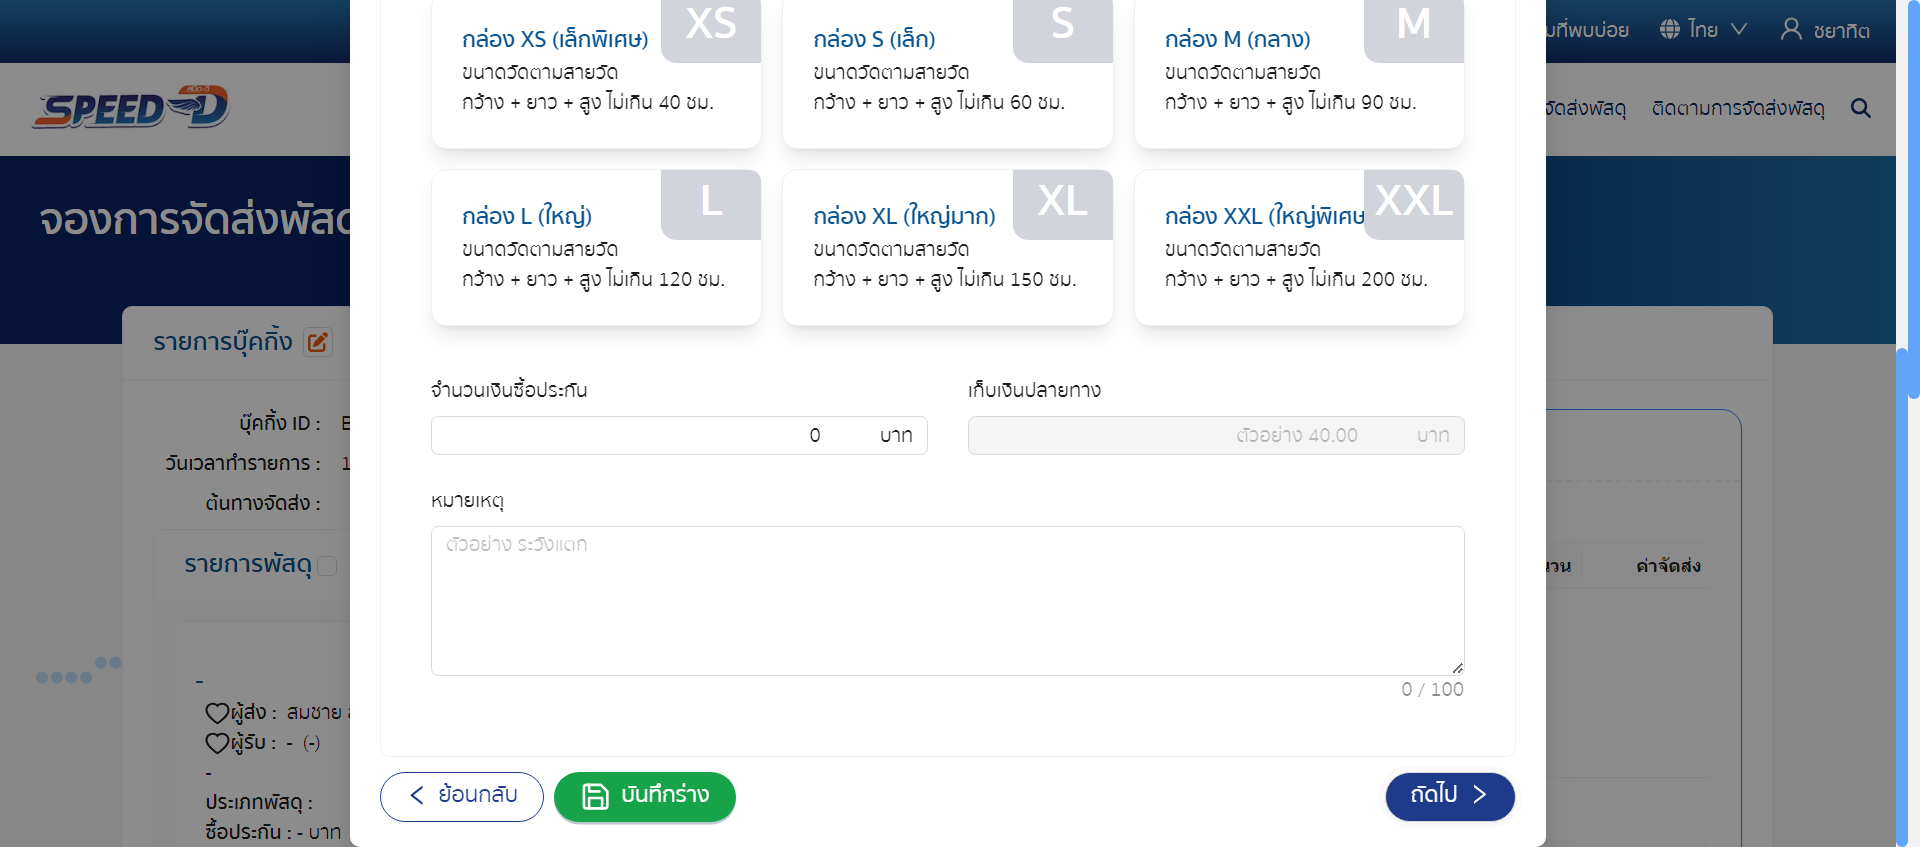 มที่พบบ่อย ไทย ชยาทิต
SPEED-D
จัดส่งพัสดุ ติดตามการจัดส่งพัสดุ
จองการจัดส่งพัสดุ
รายการบุ๊คกิ้ง
บุ๊คกิ้ง ID :
วันเวลาทำรายการ : 1
ต้นทางจัดส่ง :
รายการพัสดุ
-
ผู้ส่ง : สมชาย
ผู้รับ : - (-)
-
ประเภทพัสดุ :
ซื้อประกัน : - บาท
XS
กล่อง XS (เล็กพิเศษ)
ขนาดวัดตามสายวัด
กว้าง + ยาว + สูง ไม่เกิน 40 ซม.
S
กล่อง S (เล็ก)
ขนาดวัดตามสายวัด
กว้าง + ยาว + สูง ไม่เกิน 60 ซม.
M
กล่อง M (กลาง)
ขนาดวัดตามสายวัด
กว้าง + ยาว + สูง ไม่เกิน 90 ซม.
L
กล่อง L (ใหญ่)
ขนาดวัดตามสายวัด
กว้าง + ยาว + สูง ไม่เกิน 120 ซม.
XL
กล่อง XL (ใหญ่มาก)
ขนาดวัดตามสายวัด
กว้าง + ยาว + สูง ไม่เกิน 150 ซม.
XXL
กล่อง XXL (ใหญ่พิเศษ
ขนาดวัดตามสายวัด
กว้าง + ยาว + สูง ไม่เกิน 200 ซม.
จำนวนเงินซื้อประกัน
0 บาท
เก็บเงินปลายทาง
ตัวอย่าง 40.00 บาท
หมายเหตุ
ตัวอย่าง ระวังแตก
0 / 100
ย้อนกลับ
บันทึกร่าง
ถัดไป
ค่าจัดส่ง